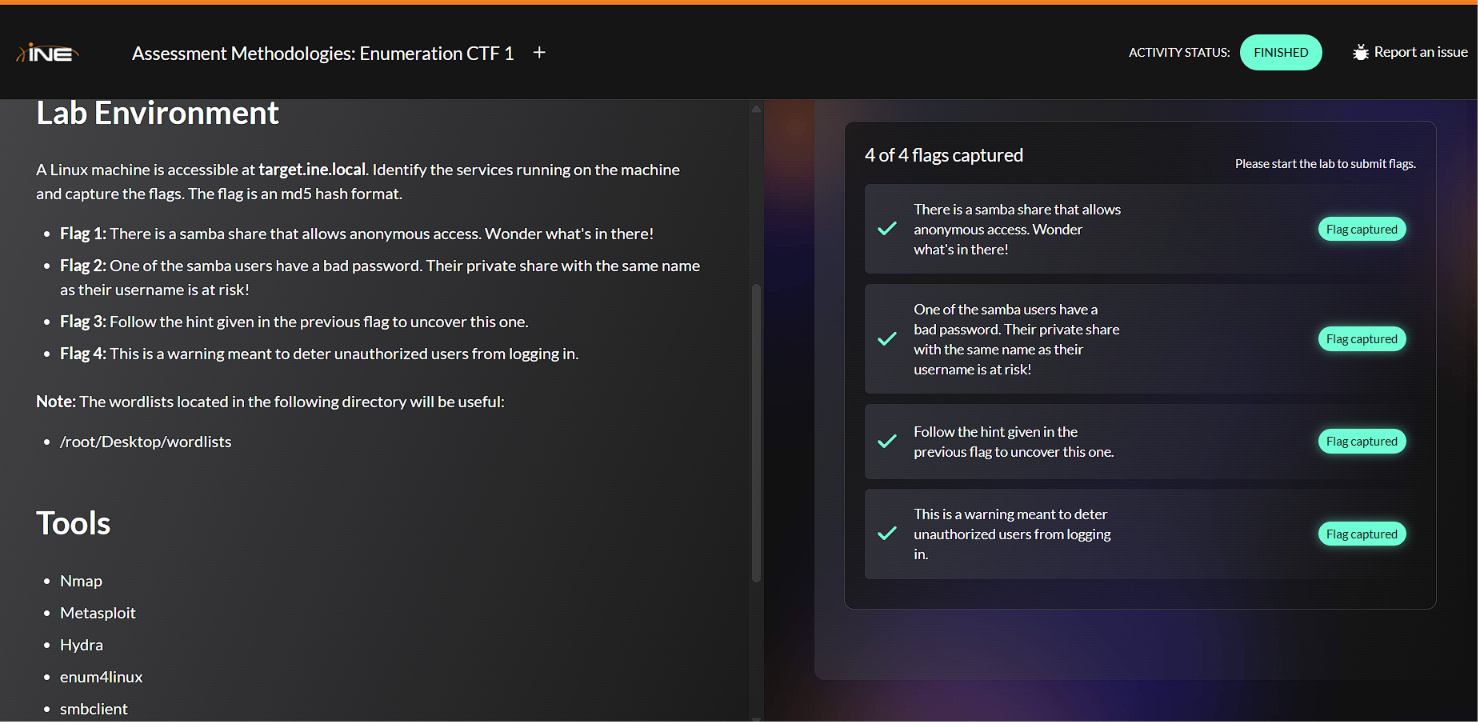 INE
Assessment Methodologies: Enumeration CTF 1 +
ACTIVITY STATUS: FINISHED
Report an issue
Lab Environment
A Linux machine is accessible at target.ine.local. Identify the services running on the machine
and capture the flags. The flag is an md5 hash format.
• Flag 1: There is a samba share that allows anonymous access. Wonder what's in there!
• Flag 2: One of the samba users have a bad password. Their private share with the same name
as their username is at risk!
• Flag 3: Follow the hint given in the previous flag to uncover this one.
• Flag 4: This is a warning meant to deter unauthorized users from logging in.
Note: The wordlists located in the following directory will be useful:
• /root/Desktop/wordlists
Tools
• Nmap
• Metasploit
• Hydra
• enum4linux
• smbclient
4 of 4 flags captured
Please start the lab to submit flags.
There is a samba share that allows
anonymous access. Wonder
what's in there!
Flag captured
One of the samba users have a
bad password. Their private share
with the same name as their
username is at risk!
Flag captured
Follow the hint given in the
previous flag to uncover this one.
Flag captured
This is a warning meant to deter
unauthorized users from logging
in.
Flag captured